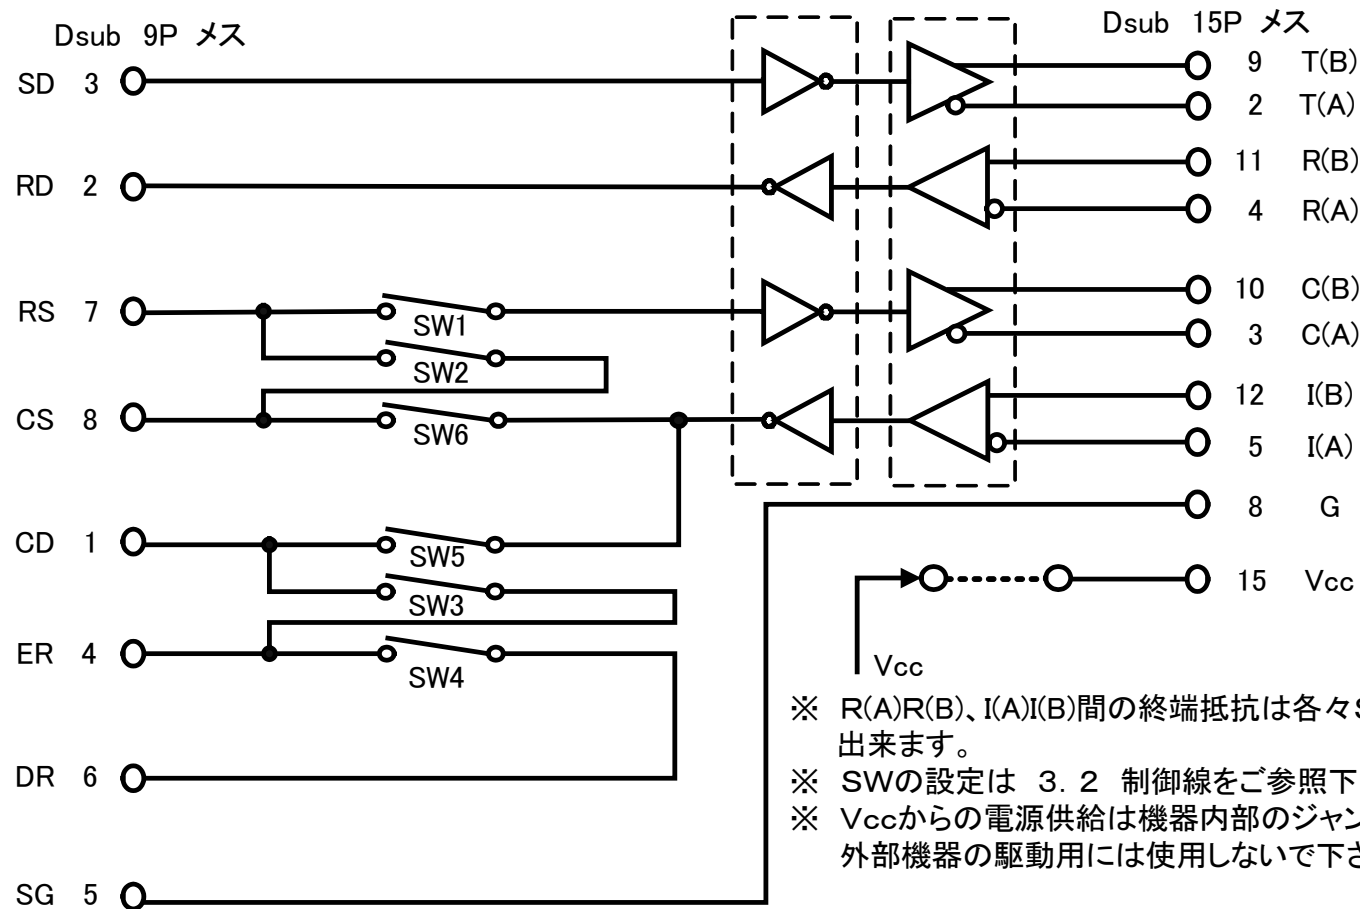 Dsub 9P メス
Dsub 15P メス
SD 3
9 T(B)
2 T(A)
RD 2
11 R(B)
4 R(A)
RS 7
SW1
10 C(B)
3 C(A)
SW2
CS 8
SW6
12 I(B)
5 I(A)
8 G
CD 1
SW5
SW3
15 Vcc
ER 4
SW4
Vcc
※ R(A)R(B)、I(A)I(B)間の終端抵抗は各々S
出来ます。
DR 6
※ SWの設定は 3.2 制御線をご参照下
※ Vccからの電源供給は機器内部のジャン
外部機器の駆動用には使用しないで下さ
SG 5